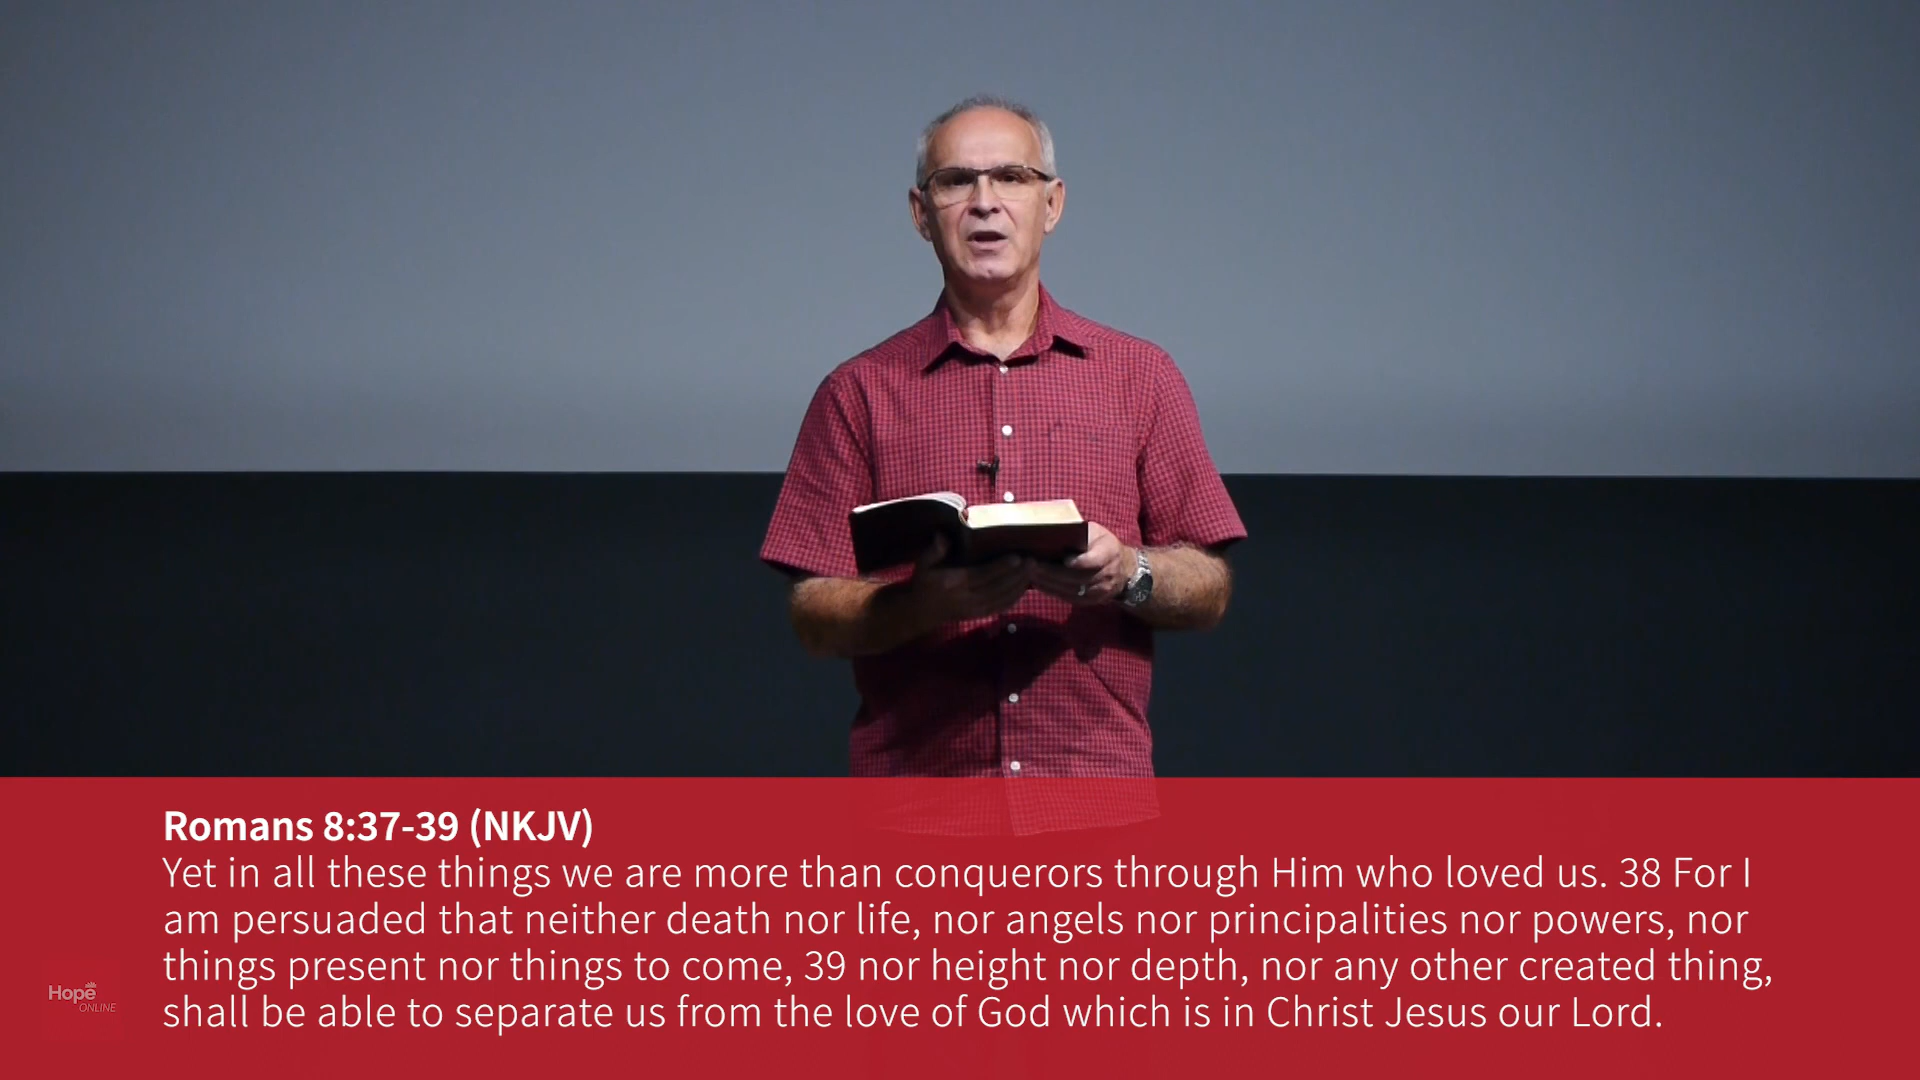 Romans 8:37-39 (NKJV)
Yet in all these things we are more than conquerors through Him who loved us. 38 For I
am persuaded that neither death nor life, nor angels nor principalities nor powers, nor
things present nor things to come, 39 nor height nor depth, nor any other created thing,
shall be able to separate us from the love of God which is in Christ Jesus our Lord.
Hope
ONLINE